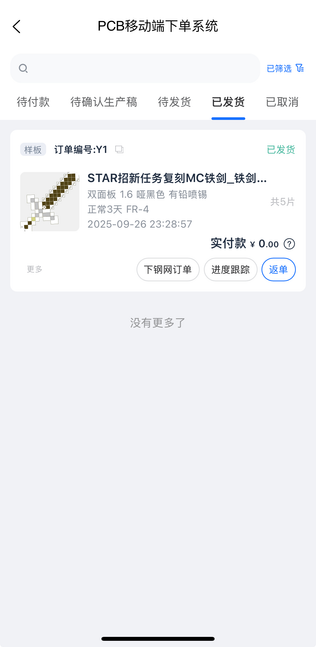 PCB移动端下单系统
已筛选
待付款 待确认生产稿 待发货 已发货 已取消
样板 订单编号:Y1 已发货
STAR招新任务复刻MC铁剑_铁剑...
双面板 1.6 哑黑色 有铅喷锡
共5片
正常3天 FR-4
2025-09-26 23:28:57
实付款 ¥ 0.00 ?
更多 下钢网订单 进度跟踪 返单
没有更多了